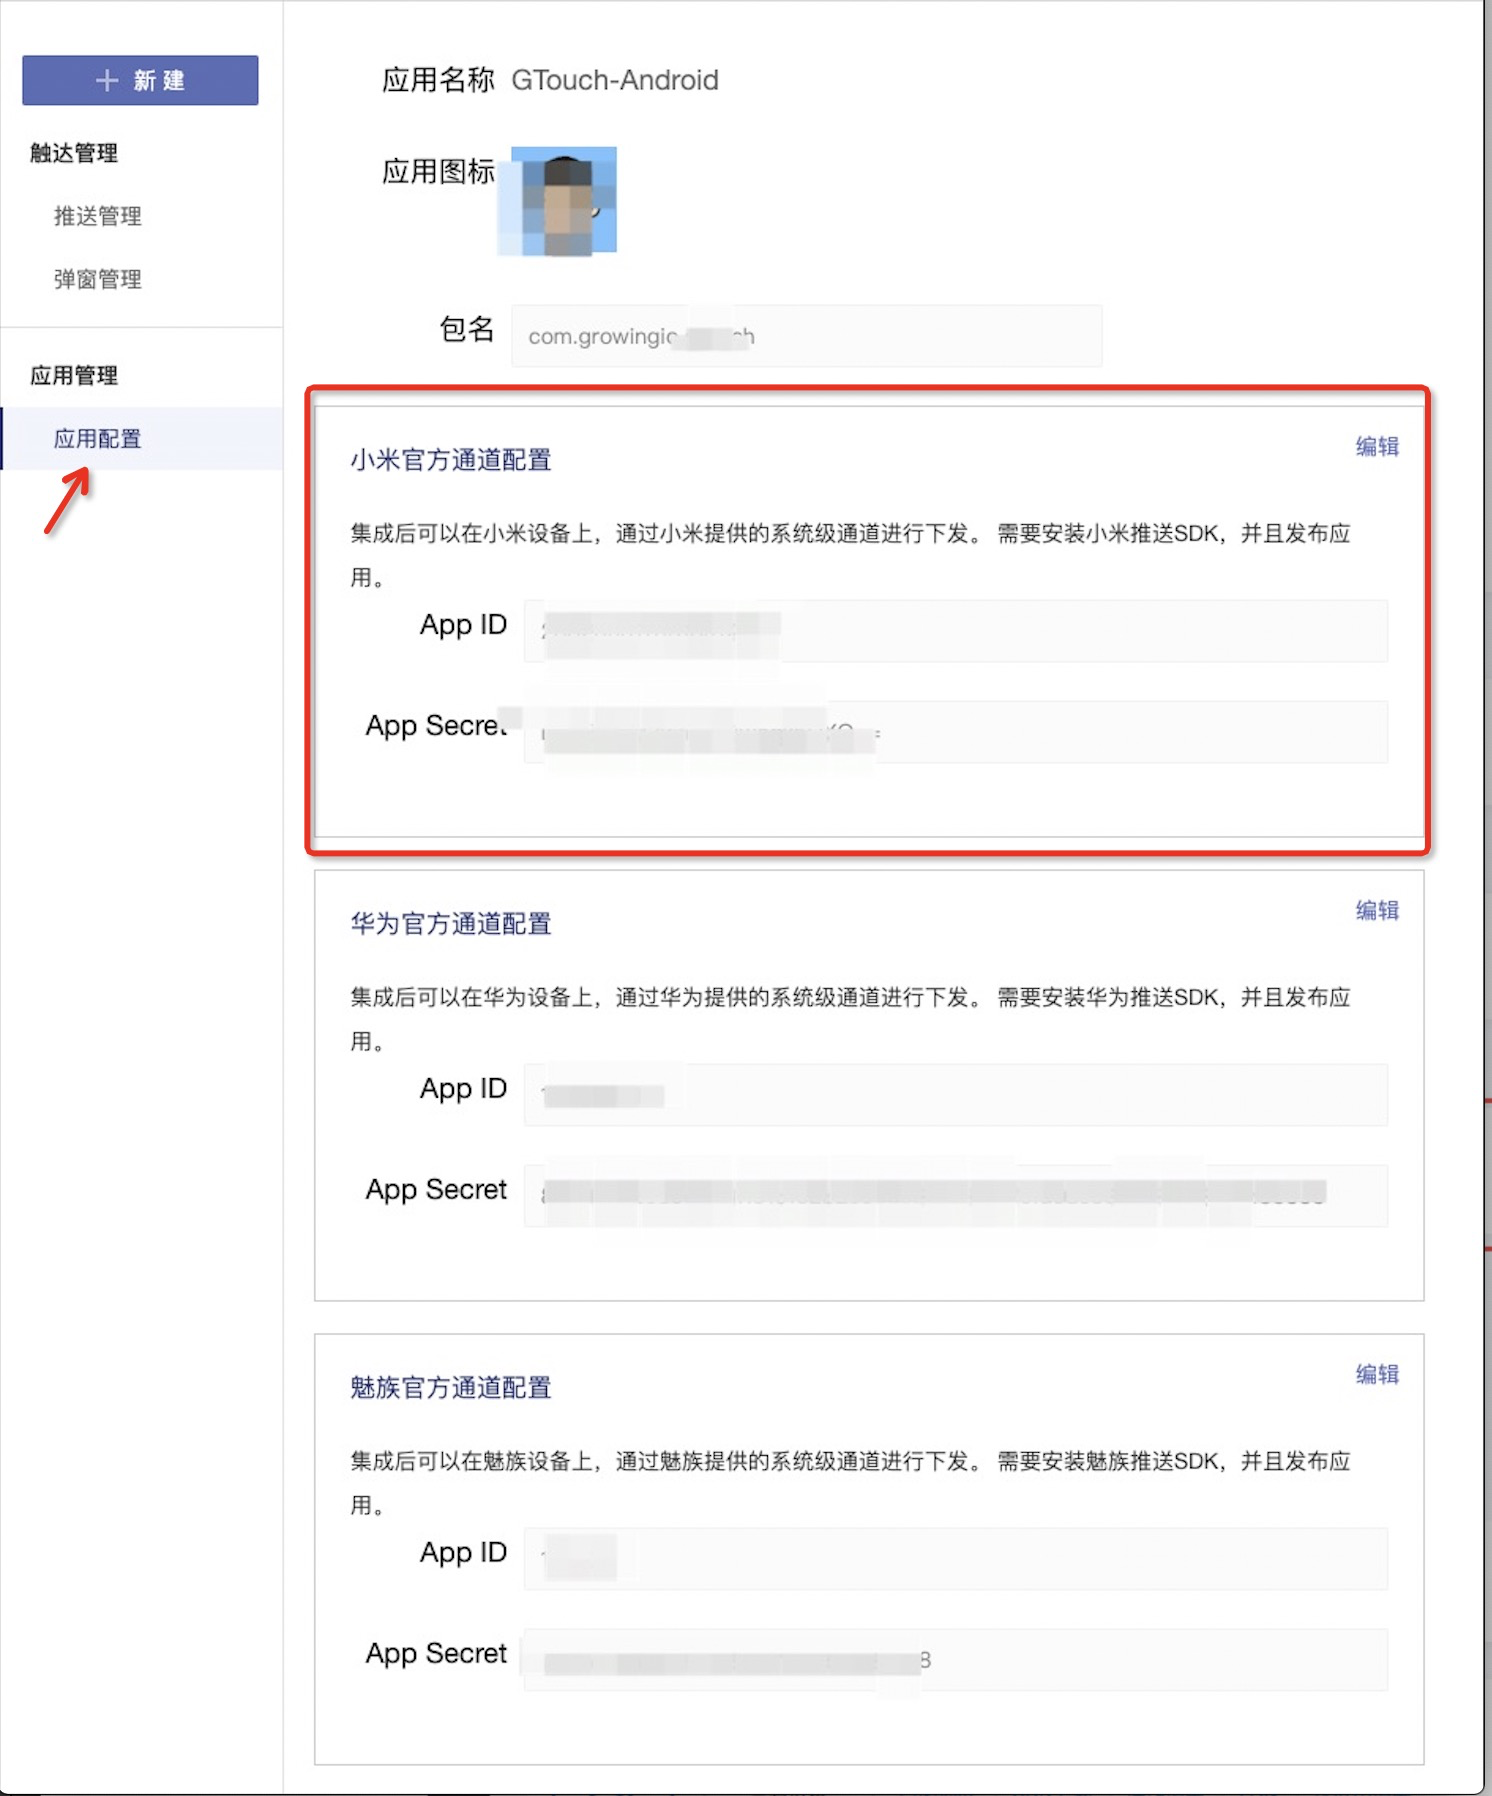 新建
触达管理
推送管理
弹窗管理
应用管理
应用配置
应用名称 GTouch-Android
应用图标
包名
小米官方通道配置 编辑
集成后可以在小米设备上，通过小米提供的系统级通道进行下发。 需要安装小米推送SDK，并且发布应
用。
App ID
App Secret
华为官方通道配置 编辑
集成后可以在华为设备上，通过华为提供的系统级通道进行下发。 需要安装华为推送SDK，并且发布应
用。
App ID
App Secret
魅族官方通道配置 编辑
集成后可以在魅族设备上，通过魅族提供的系统级通道进行下发。 需要安装魅族推送SDK，并且发布应
用。
App ID
App Secret